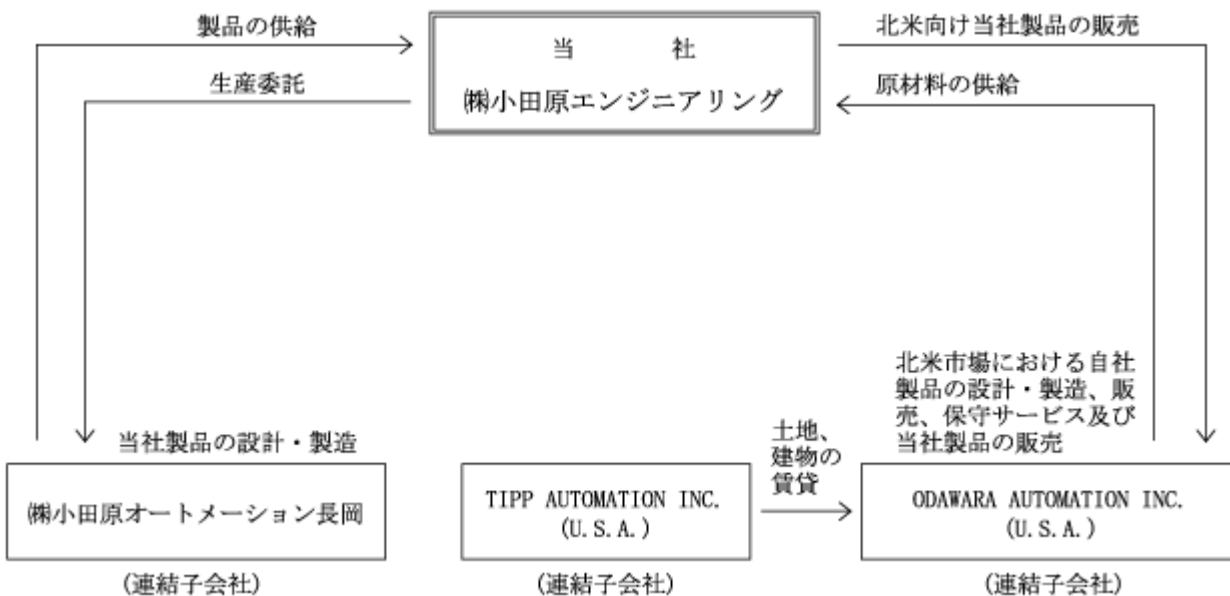 製品の供給
生産委託
当　　　社
㈱小田原エンジニアリング
北米向け当社製品の販売
原材料の供給
北米市場における自社
製品の設計・製造、販
売、保守サービス及び
当社製品の販売
当社製品の設計・製造
土地、
建物の
賃貸
㈱小田原オートメーション長岡
TIPP AUTOMATION INC.
(U.S.A.)
ODAWARA AUTOMATION INC.
(U.S.A.)
(連結子会社)
(連結子会社)
(連結子会社)